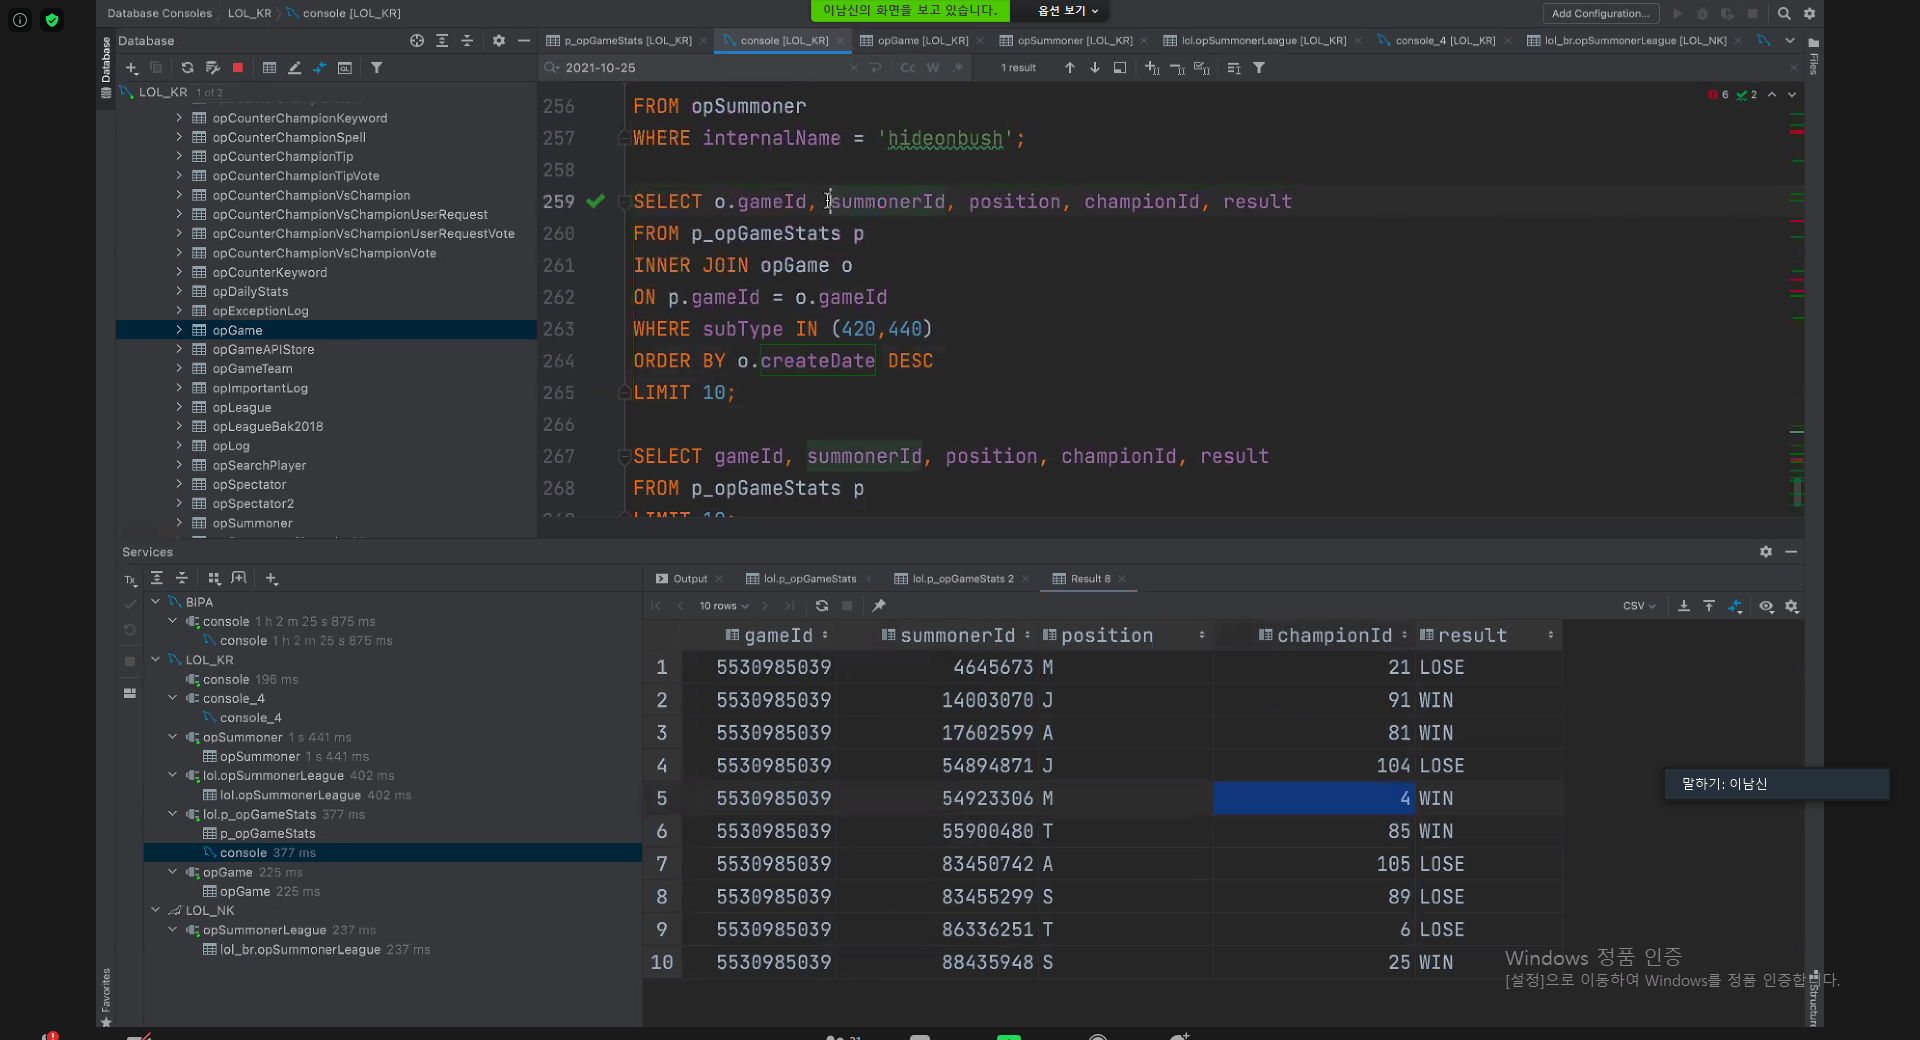 Database Consoles
LOL_KR
console [LOL_KR]
이남신의 화면을 보고 있습니다.
옵션 보기
Add Configuration...
Database
p_opGameStats [LOL_KR]
console [LOL_KR]
opGame [LOL_KR]
opSummoner [LOL_KR]
lol.opSummonerLeague [LOL_KR]
console_4 [LOL_KR]
lol_br.opSummonerLeague [LOL_NK]
Database
Files
2021-10-25
Cc W .*
1 result
LOL_KR 1 of 2
6 2
opCounterChampionKeyword
opCounterChampionSpell
opCounterChampionTip
opCounterChampionTipVote
opCounterChampionVsChampion
opCounterChampionVsChampionUserRequest
opCounterChampionVsChampionUserRequestVote
opCounterChampionVsChampionVote
opCounterKeyword
opDailyStats
opExceptionLog
opGame
opGameAPIStore
opGameTeam
opImportantLog
opLeague
opLeagueBak2018
opLog
opSearchPlayer
opSpectator
opSpectator2
opSummoner
256 FROM opSummoner
257 WHERE internalName = 'hideonbush';
258
259 SELECT o.gameId, summonerId, position, championId, result
260 FROM p_opGameStats p
261 INNER JOIN opGame o
262 ON p.gameId = o.gameId
263 WHERE subType IN (420,440)
264 ORDER BY o.createDate DESC
265 LIMIT 10;
266
267 SELECT gameId, summonerId, position, championId, result
268 FROM p_opGameStats p
LIMIT 10;
Services
Tx
BIPA
console 1 h 2 m 25 s 875 ms
console 1 h 2 m 25 s 875 ms
LOL_KR
console 196 ms
console_4
console_4
opSummoner 1 s 441 ms
opSummoner 1 s 441 ms
lol.opSummonerLeague 402 ms
lol.opSummonerLeague 402 ms
lol.p_opGameStats 377 ms
p_opGameStats
console 377 ms
opGame 225 ms
opGame 225 ms
LOL_NK
opSummonerLeague 237 ms
lol_br.opSummonerLeague 237 ms
Output
lol.p_opGameStats
lol.p_opGameStats 2
Result 8
10 rows
CSV
gameId summonerId position championId result
1 5530985039 4645673 M 21 LOSE
2 5530985039 14003070 J 91 WIN
3 5530985039 17602599 A 81 WIN
4 5530985039 54894871 J 104 LOSE
5 5530985039 54923306 M 4 WIN
6 5530985039 55900480 T 85 WIN
7 5530985039 83450742 A 105 LOSE
8 5530985039 83455299 S 89 LOSE
9 5530985039 86336251 T 6 LOSE
10 5530985039 88435948 S 25 WIN
말하기: 이남신
Windows 정품 인증
[설정]으로 이동하여 Windows를 정품 인증합니다.
Favorites
Structure